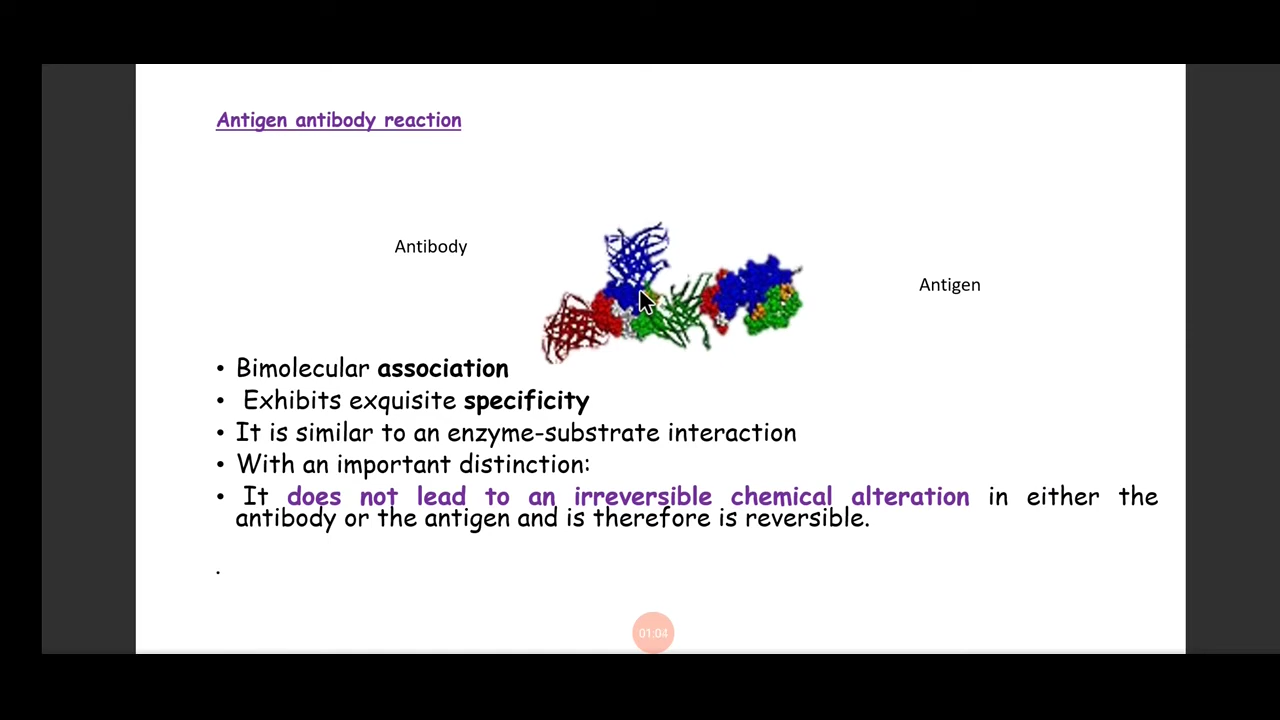 Antigen antibody reaction
Antibody
Antigen
• Bimolecular association
• Exhibits exquisite specificity
• It is similar to an enzyme-substrate interaction
• With an important distinction:
• It does not lead to an irreversible chemical alteration in either the
antibody or the antigen and is therefore is reversible.
.
01:04